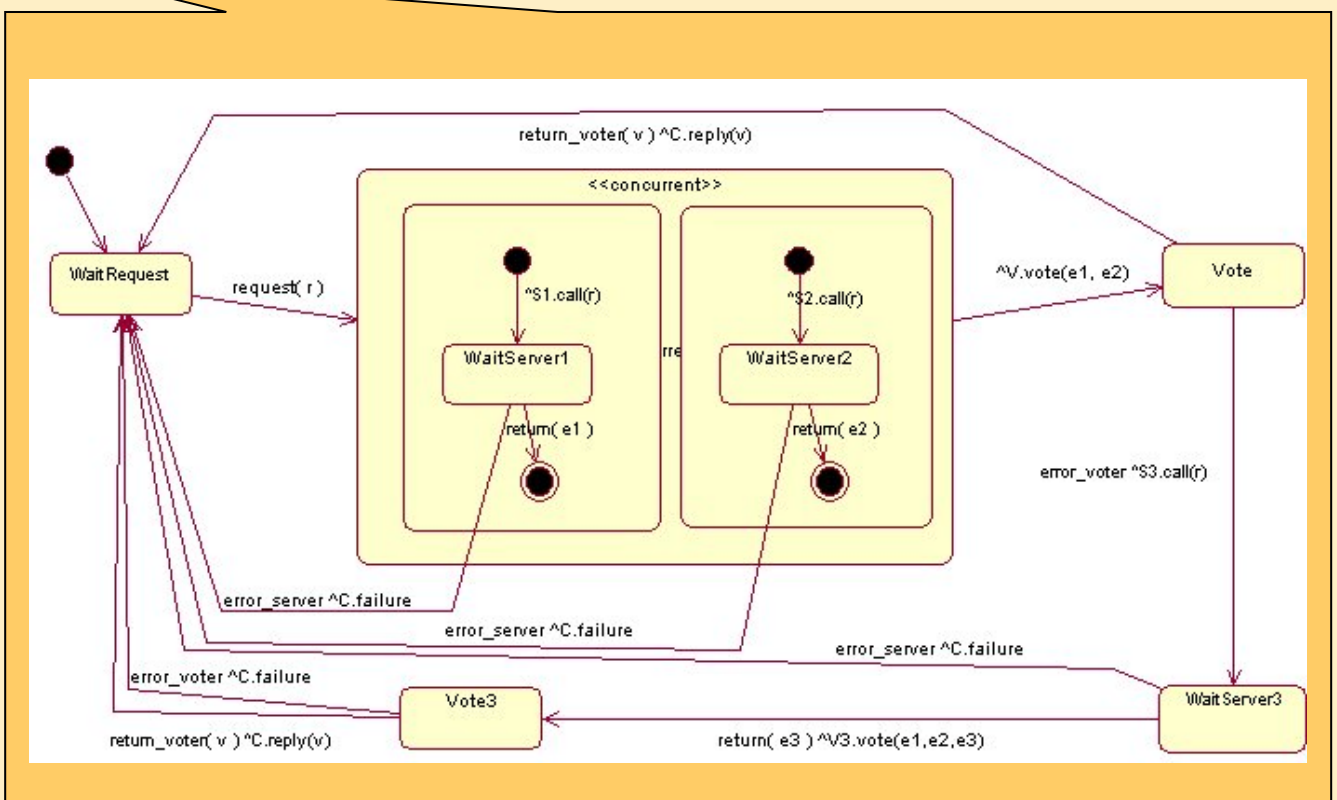 return_voter( v ) ^C.reply(v)
<<concurrent>>
WaitRequest
request( r )
^S1.call(r)
^S2.call(r)
^V.vote(e1, e2)
Vote
WaitServer1
rre
WaitServer2
return( e1 )
return( e2 )
error_voter ^S3.call(r)
error_server ^C.failure
error_server ^C.failure
error_server ^C.failure
error_voter ^C.failure
Vote3
WaitServer3
return_voter( v ) ^C.reply(v)
return( e3 ) ^V3.vote(e1,e2,e3)